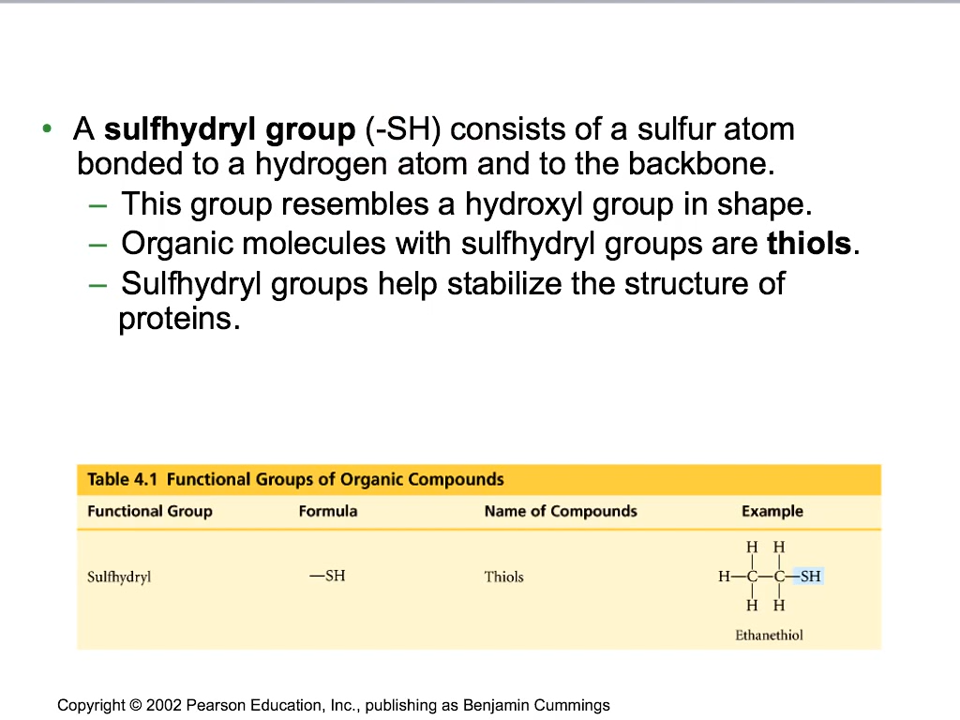 • A sulfhydryl group (-SH) consists of a sulfur atom
bonded to a hydrogen atom and to the backbone.
– This group resembles a hydroxyl group in shape.
– Organic molecules with sulfhydryl groups are thiols.
– Sulfhydryl groups help stabilize the structure of
proteins.
Table 4.1 Functional Groups of Organic Compounds
Functional Group Formula Name of Compounds Example
H H
Sulfhydryl —SH Thiols H—C—C—SH
H H
Ethanethiol
Copyright © 2002 Pearson Education, Inc., publishing as Benjamin Cummings